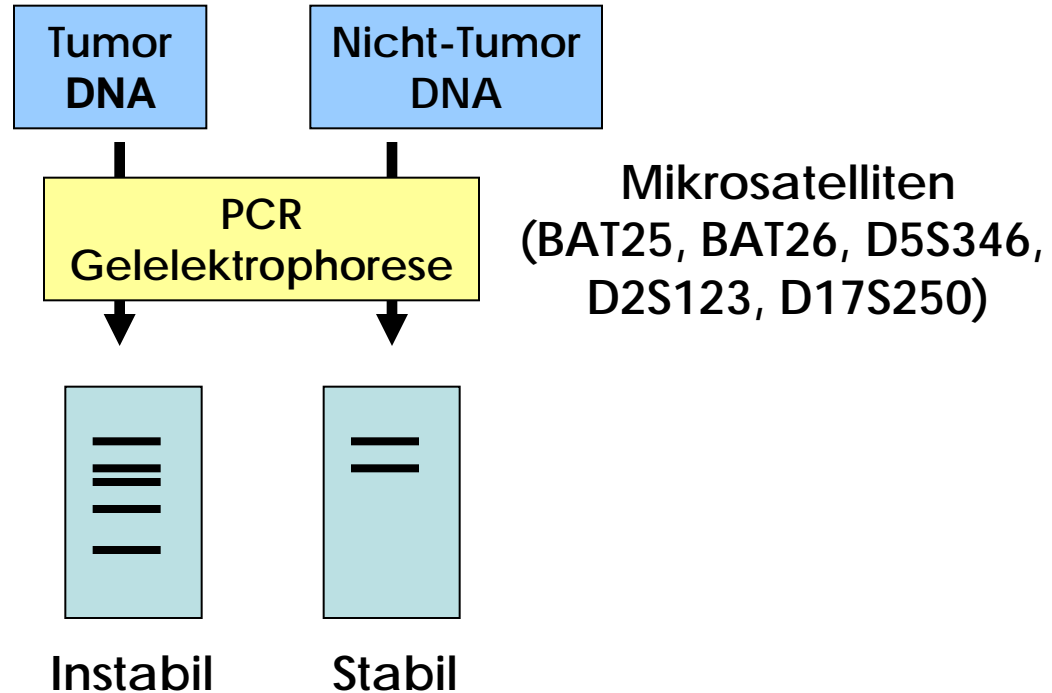 Tumor
DNA
Nicht-Tumor
DNA
PCR
Gelelektrophorese
Mikrosatelliten
(BAT25, BAT26, D5S346,
D2S123, D17S250)
Instabil
Stabil